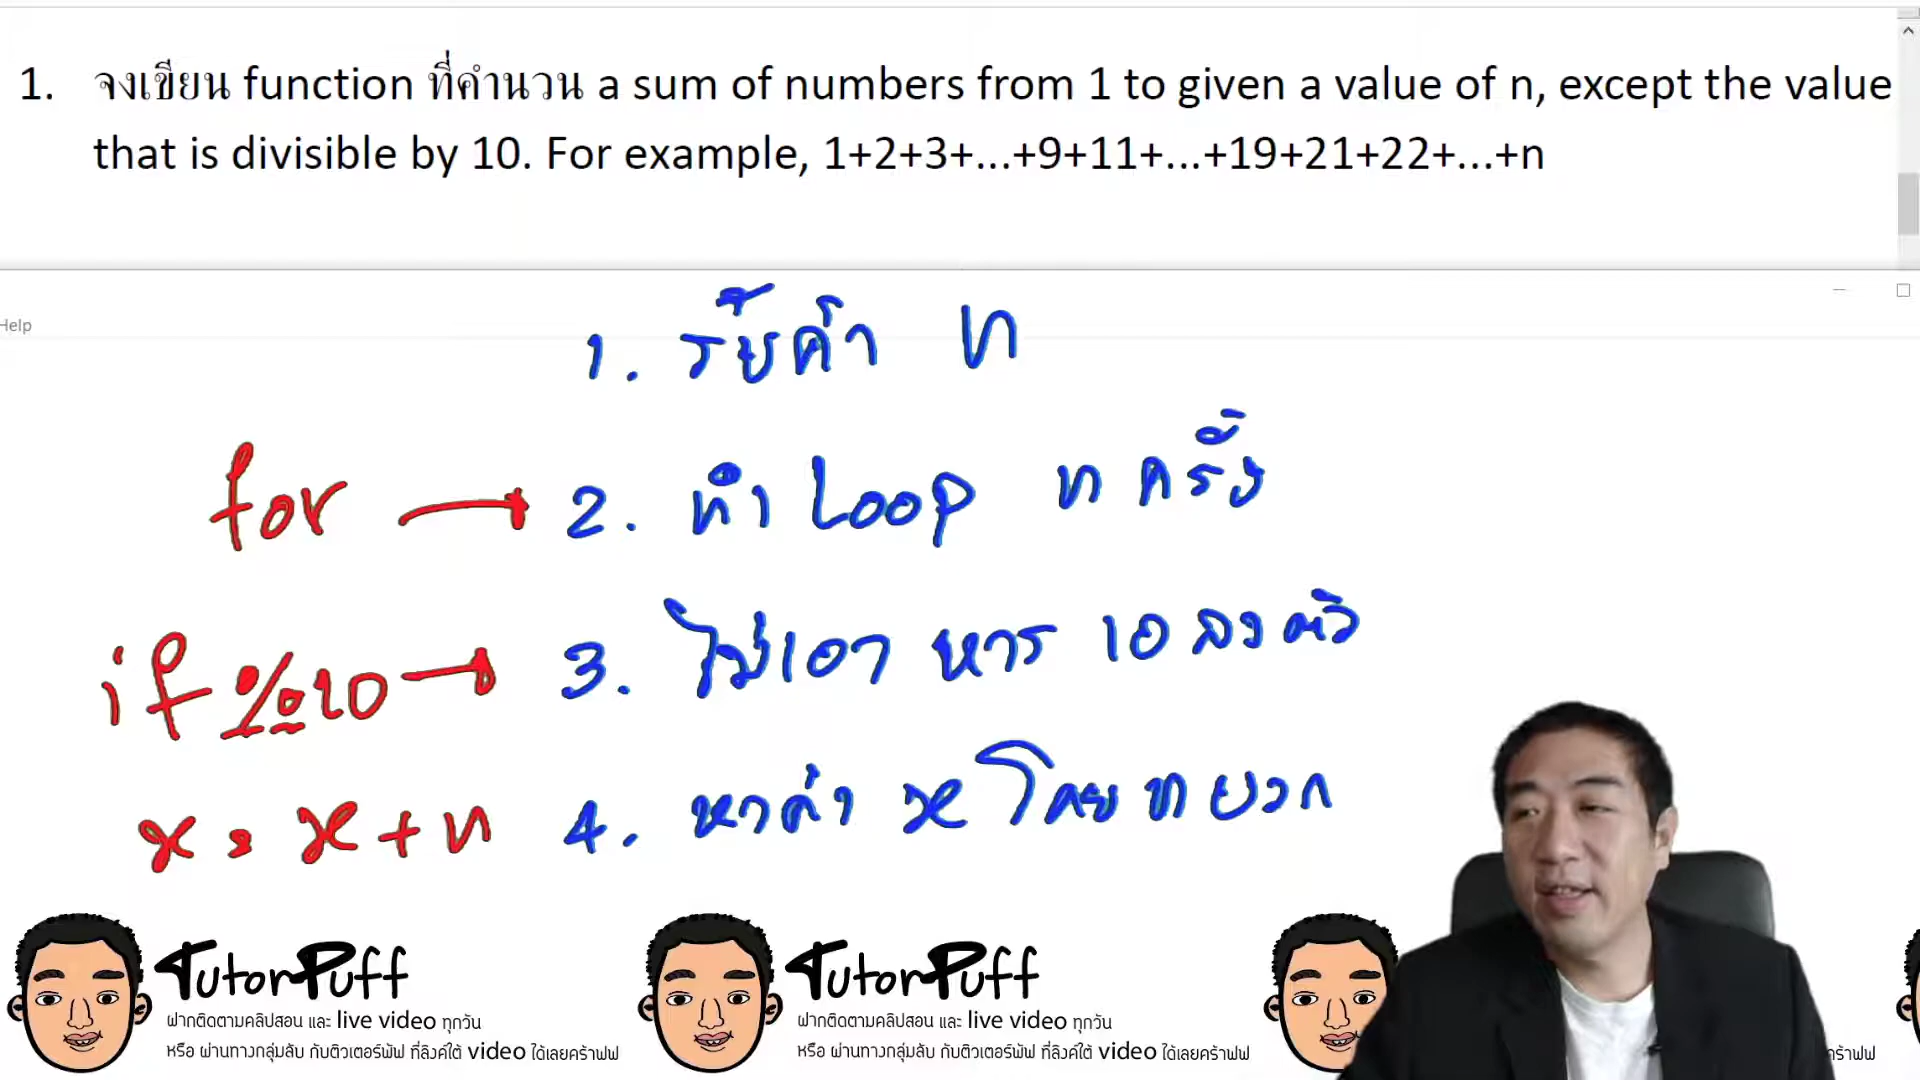 1. จงเขียน function ที่คำนวน a sum of numbers from 1 to given a value of n, except the value
that is divisible by 10. For example, 1+2+3+...+9+11+...+19+21+22+...+n
Help
1. รับค่า n
for → 2. ทำ Loop n ครั้ง
if %10 → 3. ไม่เอา หาร 10 ลงตัว
x = x + n 4. หาค่า x โดย n บวก
TutorPuff
ฝากติดตามคลิปสอน และ live video ทุกวัน
หรือ ผ่านทางกลุ่มลับ กับติวเตอร์พัฟ ที่ลิงค์ใต้ video ได้เลยคร้าฟฟ
TutorPuff
ฝากติดตามคลิปสอน และ live video ทุกวัน
หรือ ผ่านทางกลุ่มลับ กับติวเตอร์พัฟ ที่ลิงค์ใต้ video ได้เลยคร้าฟฟ